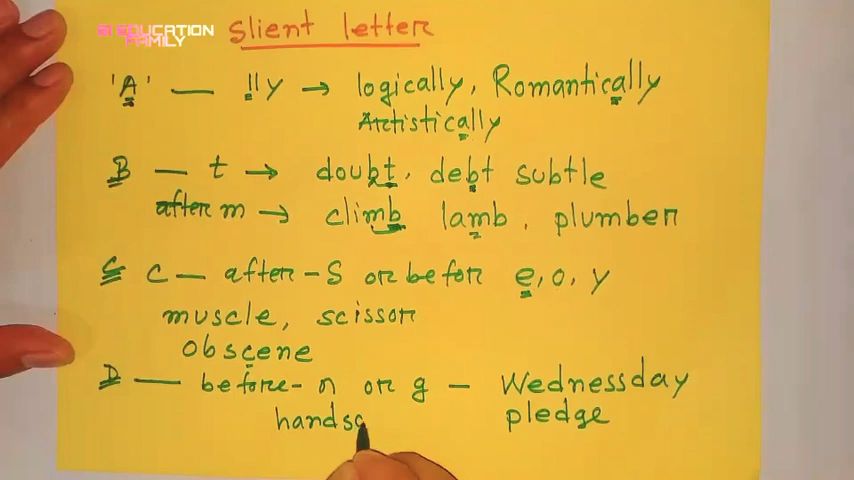 SI EDUCATION
FAMILY
slient letter
'A' — lly → logically, Romantically
Artistically
B — t → doubt, debt subtle
after m → climb lamb, plumber
C c — after - S or befor e, o, y
muscle, scissor
obscene
D — before - n or g — Wednessday
handsc pledge